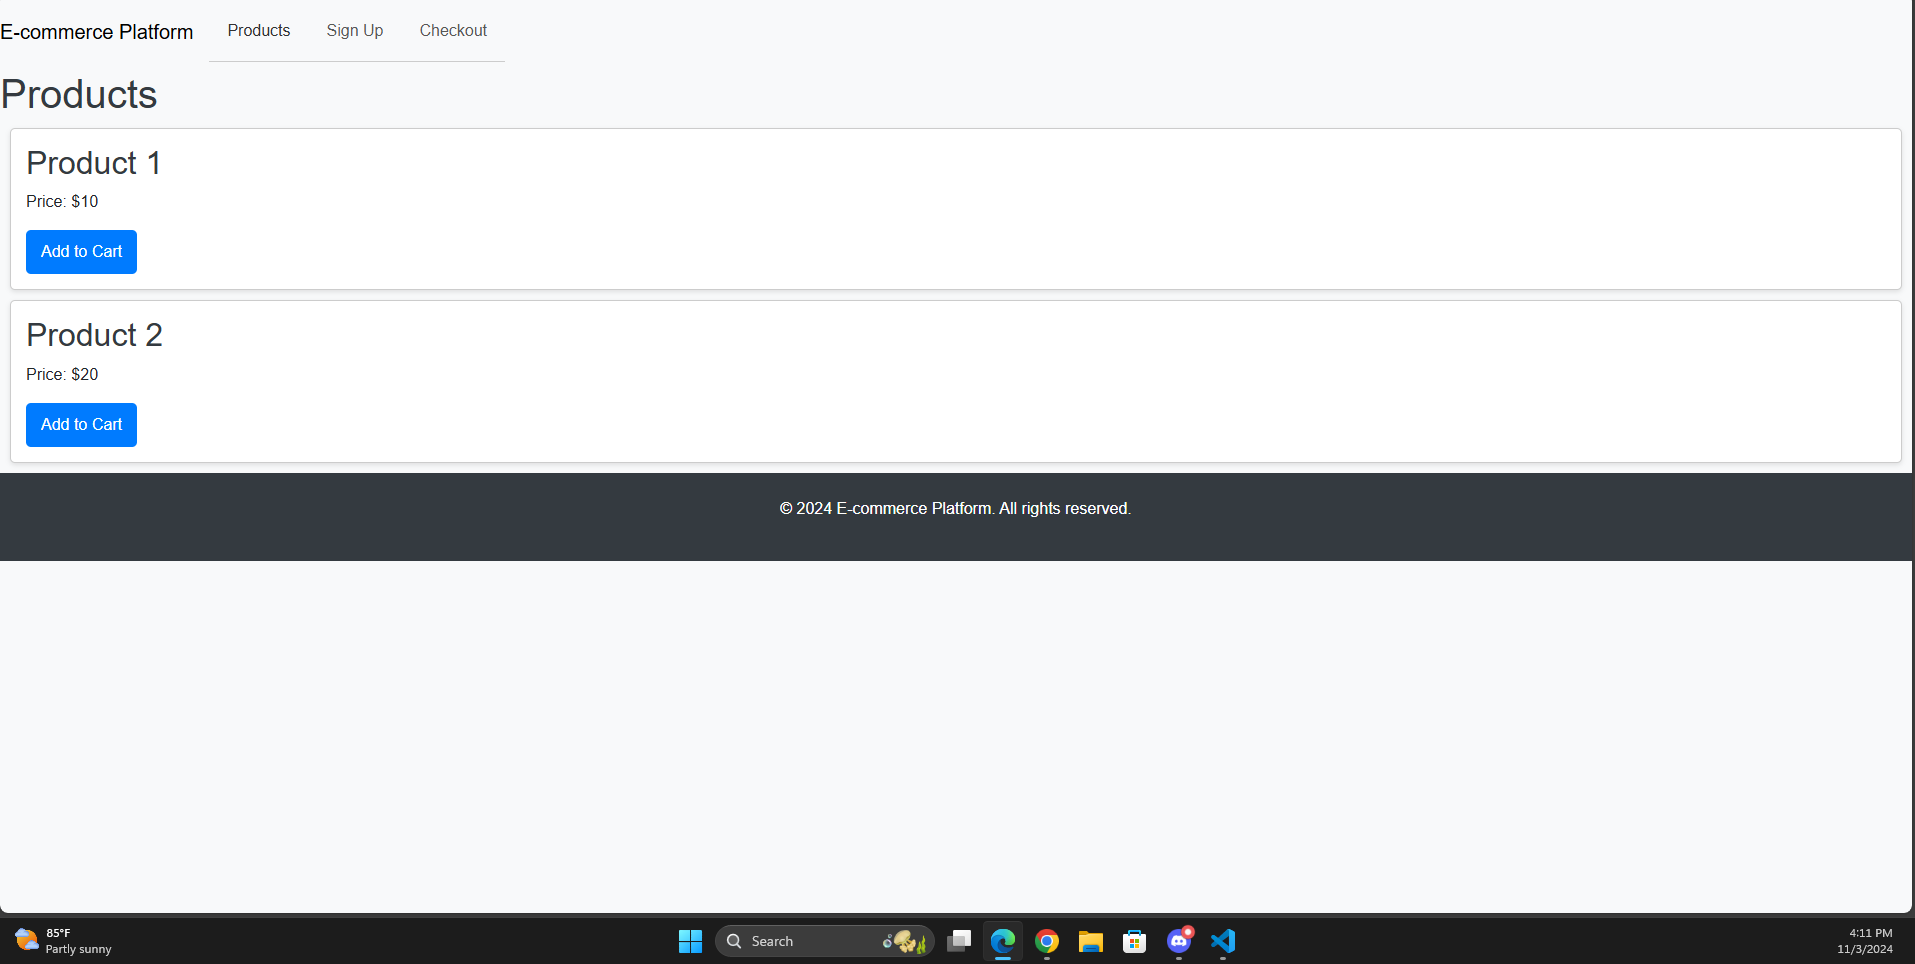 E-commerce Platform Products Sign Up Checkout
Products
Product 1
Price: $10
Add to Cart
Product 2
Price: $20
Add to Cart
© 2024 E-commerce Platform. All rights reserved.
85°F
Partly sunny
Search
4:11 PM
11/3/2024